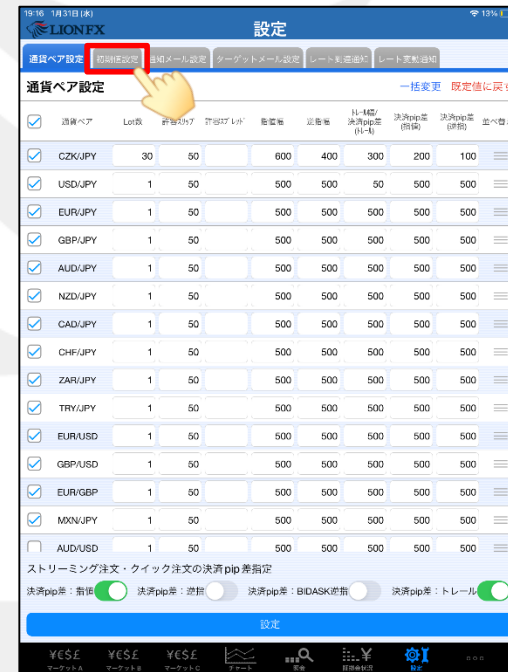 19:16 1月31日(水) 13%
LION FX 設定
通貨ペア設定 初期値設定 通知メール設定 ターゲットメール設定 レート到達通知 レート変動通知
通貨ペア設定 一括変更 既定値に戻す
通貨ペア Lot数 許容スリップ 許容スプレッド 指値幅 逆指幅 トレール幅/決済pip差(トレール) 決済pip差(指値) 決済pip差(逆指) 並べ替え
CZK/JPY 30 50 600 400 300 200 100
USD/JPY 1 50 500 500 50 500 500
EUR/JPY 1 50 500 500 500 500 500
GBP/JPY 1 50 500 500 500 500 500
AUD/JPY 1 50 500 500 500 500 500
NZD/JPY 1 50 500 500 500 500 500
CAD/JPY 1 50 500 500 500 500 500
CHF/JPY 1 50 500 500 500 500 500
ZAR/JPY 1 50 500 500 500 500 500
TRY/JPY 1 50 500 500 500 500 500
EUR/USD 1 50 500 500 500 500 500
GBP/USD 1 50 500 500 500 500 500
EUR/GBP 1 50 500 500 500 500 500
MXN/JPY 1 50 500 500 500 500 500
AUD/USD 1 50 500 500 500 500 500
ストリーミング注文・クイック注文の決済pip差指定
決済pip差:指値 決済pip差:逆指 決済pip差:BIDASK逆指 決済pip差:トレール
設定
¥€$£ ¥€$£ ¥€$£
マーケットA マーケットB マーケットC チャート 照会 証拠金状況 設定